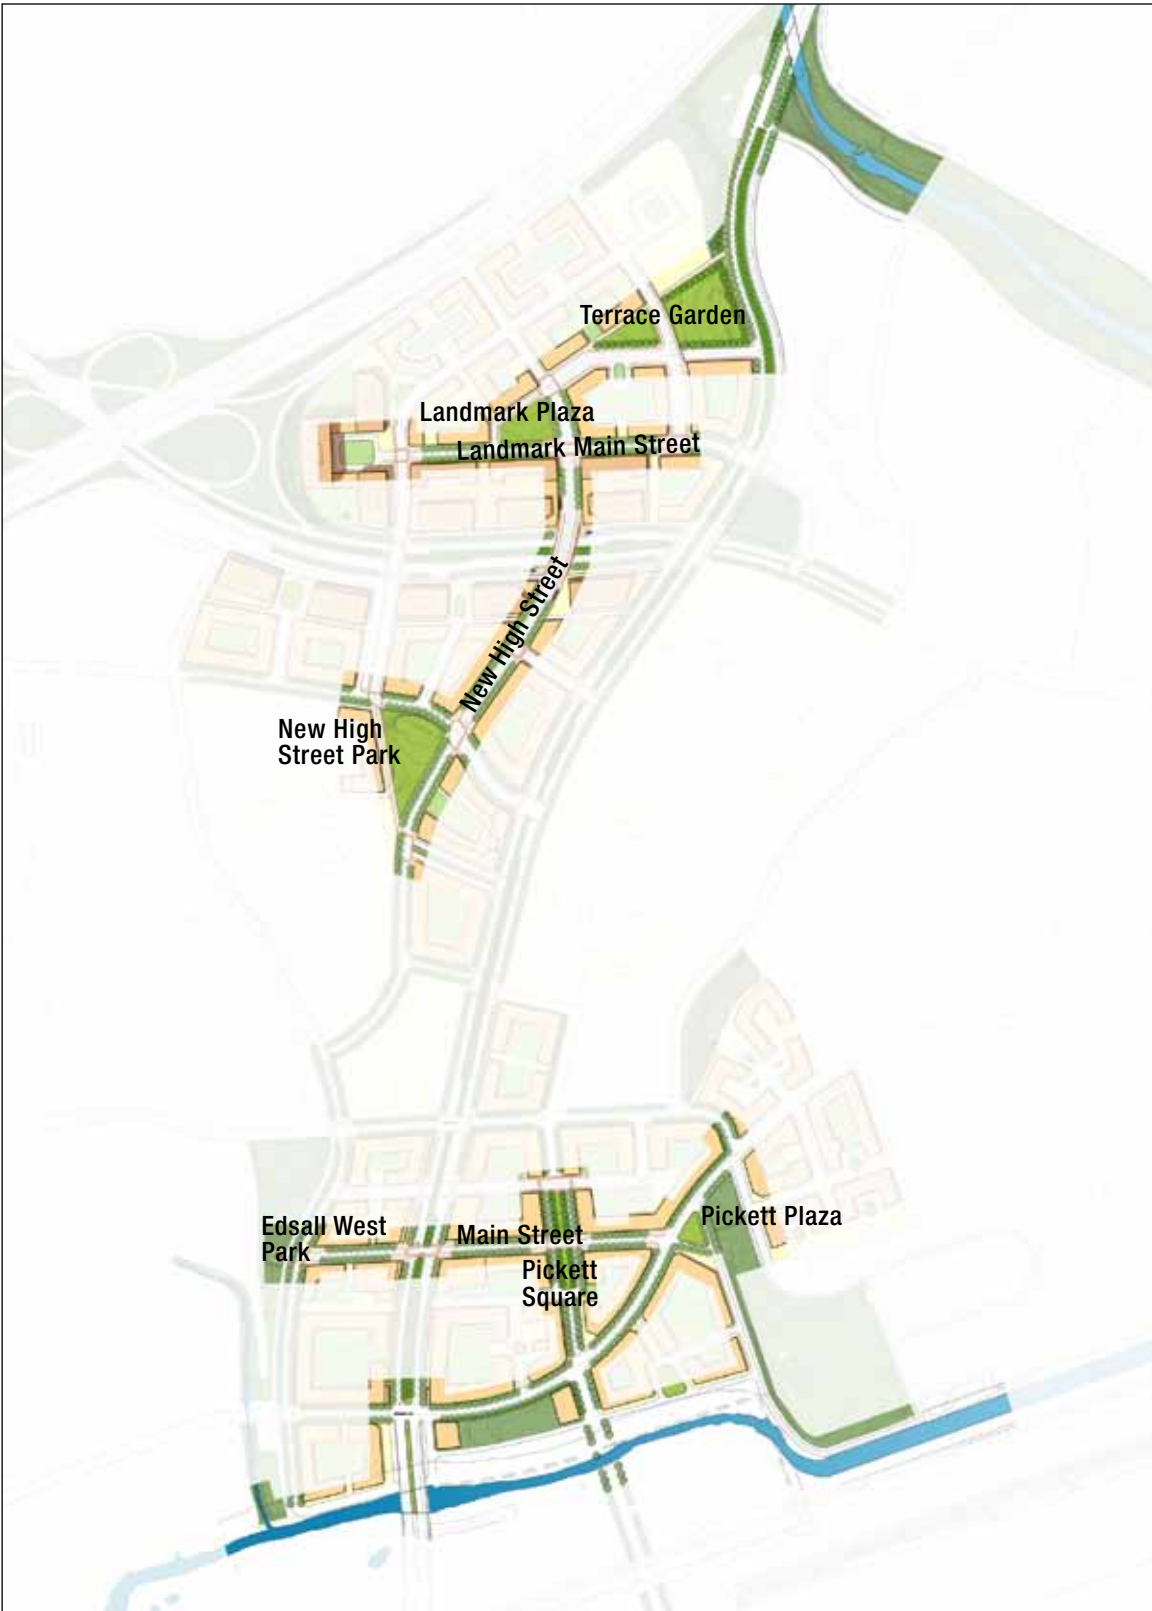 Terrace Garden
Landmark Plaza
Landmark Main Street
New High Street
New High
Street Park
Pickett Plaza
Edsall West
Park
Main Street
Pickett
Square